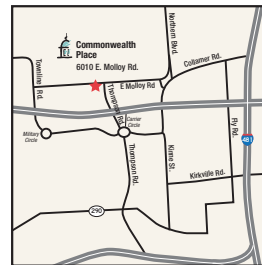 Commonwealth
Place
6010 E. Molloy Rd.
Northern Blvd.
Collamer Rd.
Townline Rd.
E Molloy Rd
Thompson Rd.
Carrier
Circle
Military
Circle
Fly Rd.
481
Thompson Rd.
Kinne St.
Kirkville Rd.
290